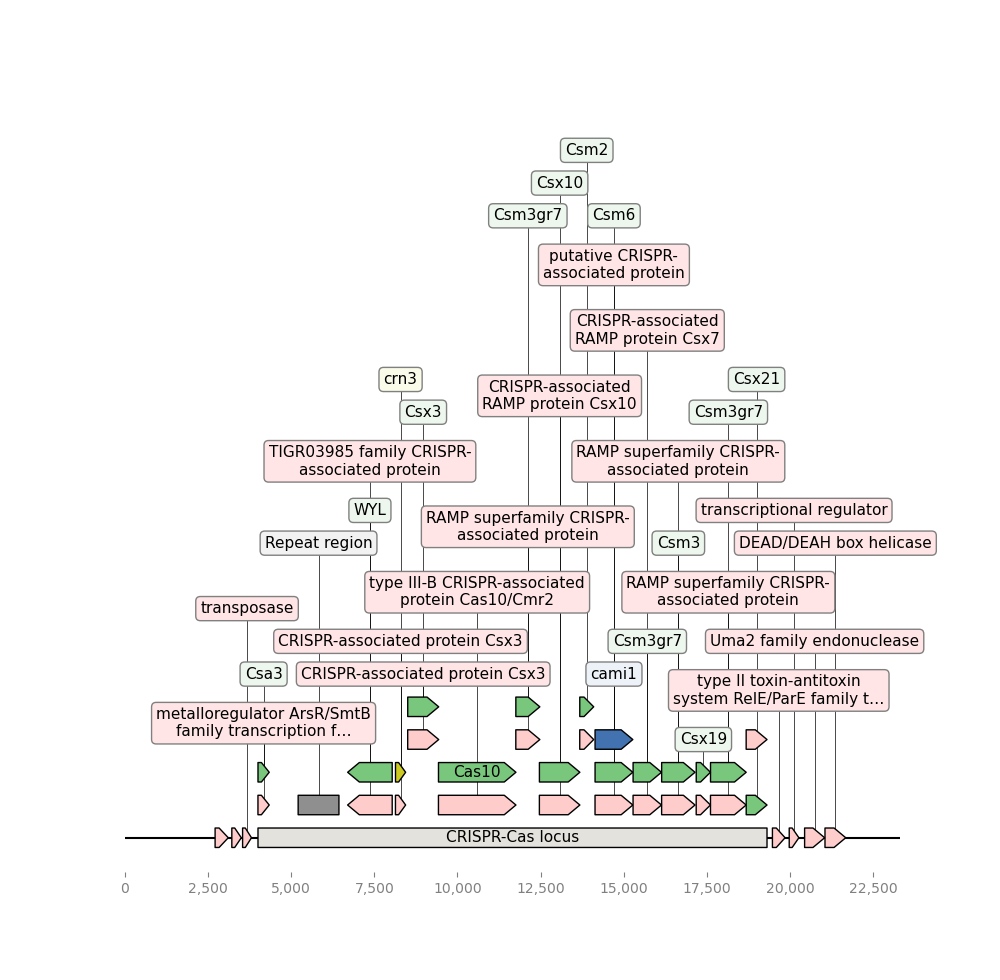 Csm2
Csx10
Csm3gr7
Csm6
putative CRISPR-
associated protein
CRISPR-associated
RAMP protein Csx7
crn3
Csx21
CRISPR-associated
RAMP protein Csx10
Csx3
Csm3gr7
TIGR03985 family CRISPR-
associated protein
RAMP superfamily CRISPR-
associated protein
WYL
transcriptional regulator
RAMP superfamily CRISPR-
associated protein
Repeat region
Csm3
DEAD/DEAH box helicase
type III-B CRISPR-associated
protein Cas10/Cmr2
RAMP superfamily CRISPR-
associated protein
transposase
CRISPR-associated protein Csx3
Csm3gr7
Uma2 family endonuclease
Csa3
CRISPR-associated protein Csx3
cami1
type II toxin-antitoxin
system RelE/ParE family t...
metalloregulator ArsR/SmtB
family transcription f...
Csx19
Cas10
CRISPR-Cas locus
0
2,500
5,000
7,500
10,000
12,500
15,000
17,500
20,000
22,500